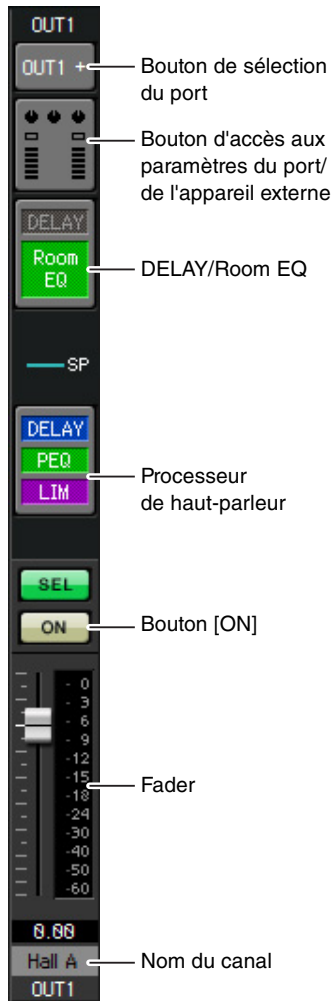 OUT1
OUT1 +
Bouton de sélection
du port
Bouton d'accès aux
paramètres du port/
de l'appareil externe
DELAY
Room
EQ
DELAY/Room EQ
SP
DELAY
PEQ
LIM
Processeur
de haut-parleur
SEL
ON
Bouton [ON]
- 0
- 3
- 6
- 9
-12
-15
-18
-24
-30
-40
-50
-60
Fader
0.00
Hall A
Nom du canal
OUT1